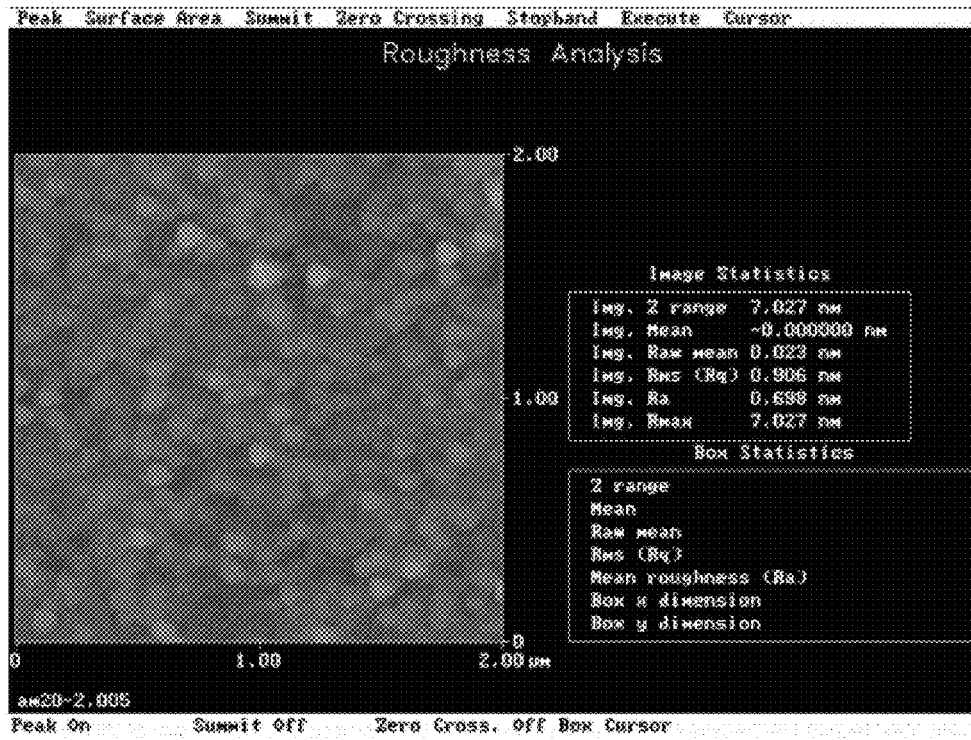 Peak Surface Area Summit Zero Crossing Stopband Execute Cursor
Roughness Analysis
2.00
1.00
0
0 1.00 2.00 µm
Image Statistics
Img. Z range 7.027 nm
Img. Mean ~0.000000 nm
Img. Raw mean 0.023 nm
Img. Rms (Rq) 0.906 nm
Img. Ra 0.698 nm
Img. Rmax 7.027 nm
Box Statistics
Z range
Mean
Raw mean
Rms (Rq)
Mean roughness (Ra)
Box x dimension
Box y dimension
am20~2.005
Peak On Summit Off Zero Cross. Off Box Cursor